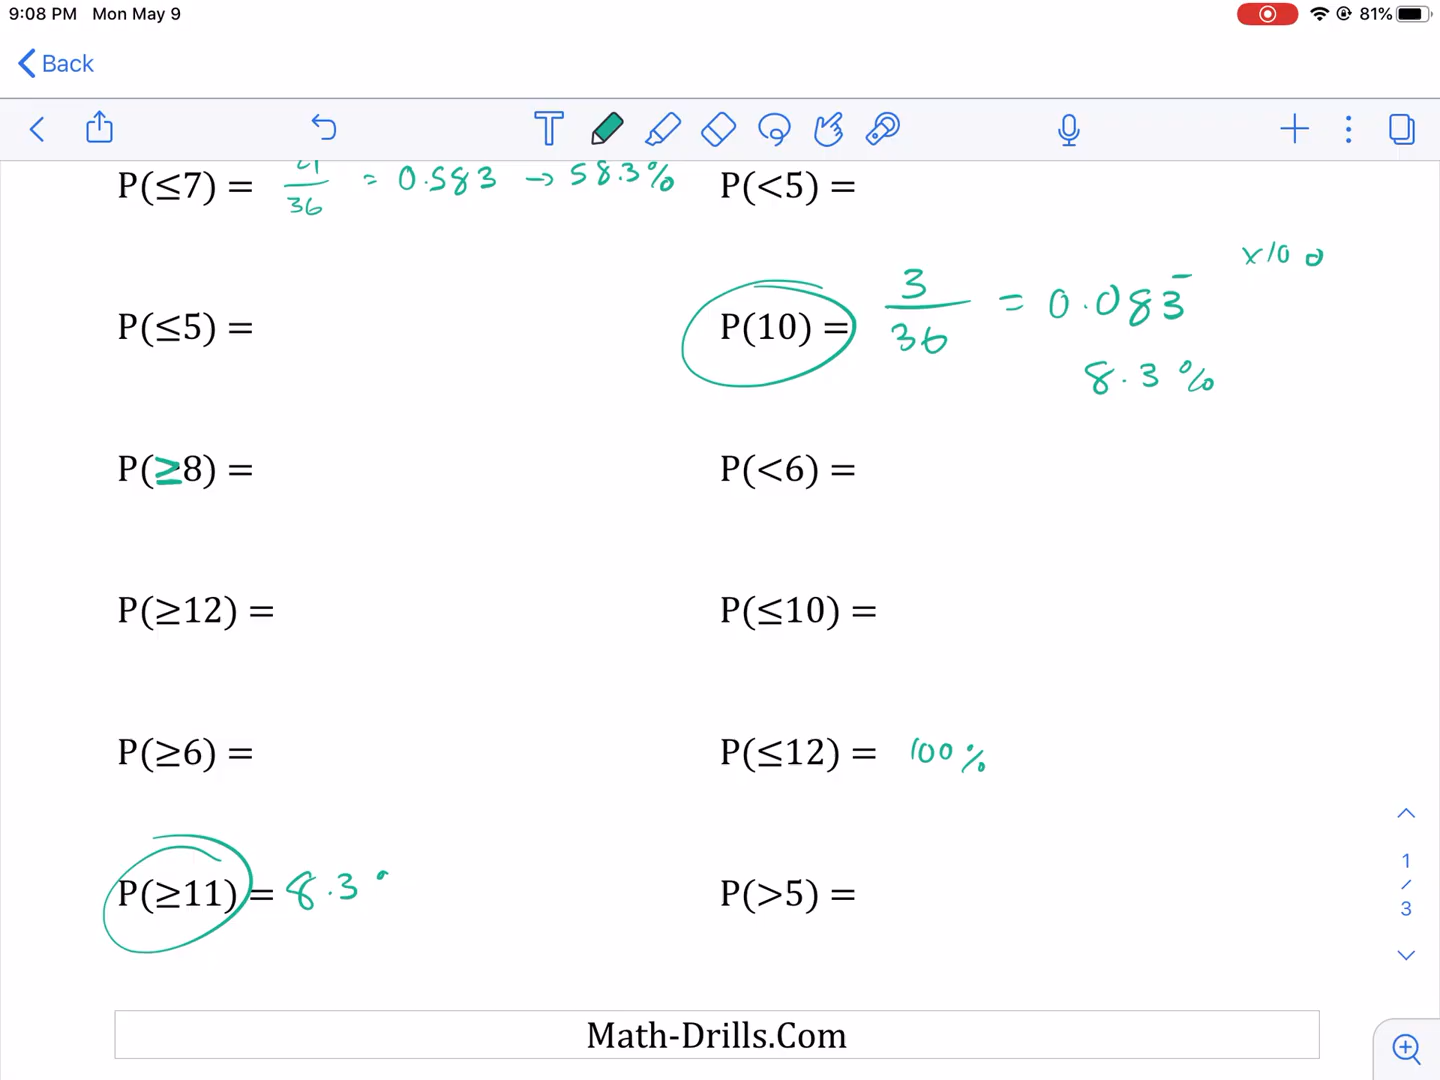 9:08 PM Mon May 9 81%
Back
P(≤7) = /36 = 0.583 → 58.3% P(<5) =
x100
P(≤5) = P(10) = 3/36 = 0.083̄
8.3%
P(≥8) = P(<6) =
P(≥12) = P(≤10) =
P(≥6) = P(≤12) = 100%
1
/
3
P(≥11) = 8.3 P(>5) =
Math-Drills.Com